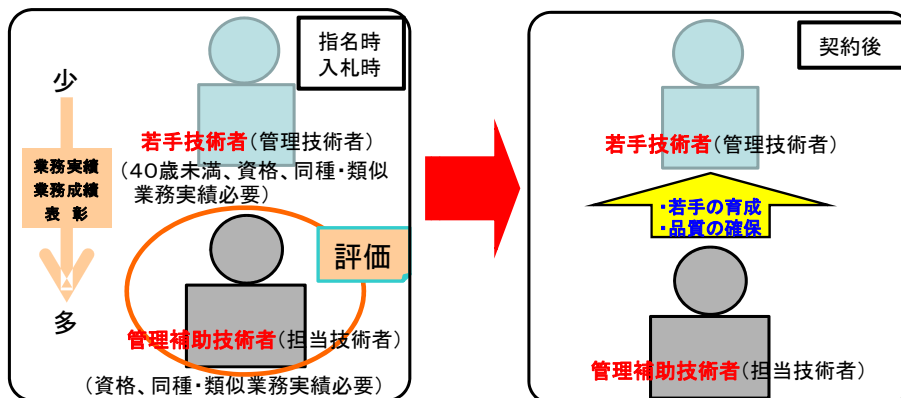 指名時
入札時
少
業務実績
業務成績
表 彰
多
若手技術者(管理技術者)
(40歳未満、資格、同種・類似
業務実績必要)
評価
管理補助技術者(担当技術者)
(資格、同種・類似業務実績必要)
契約後
若手技術者(管理技術者)
・若手の育成
・品質の確保
管理補助技術者(担当技術者)